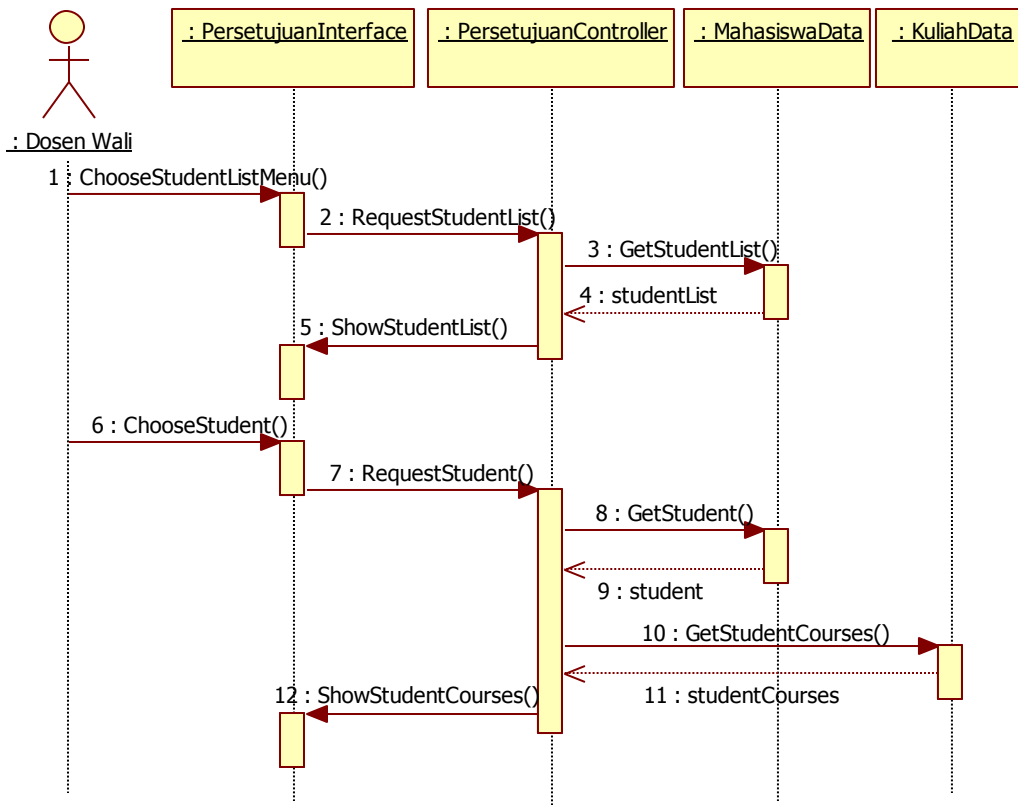 : PersetujuanInterface
: PersetujuanController
: MahasiswaData
: KuliahData
: Dosen Wali
1 : ChooseStudentListMenu()
2 : RequestStudentList()
3 : GetStudentList()
4 : studentList
5 : ShowStudentList()
6 : ChooseStudent()
7 : RequestStudent()
8 : GetStudent()
9 : student
10 : GetStudentCourses()
11 : studentCourses
12 : ShowStudentCourses()